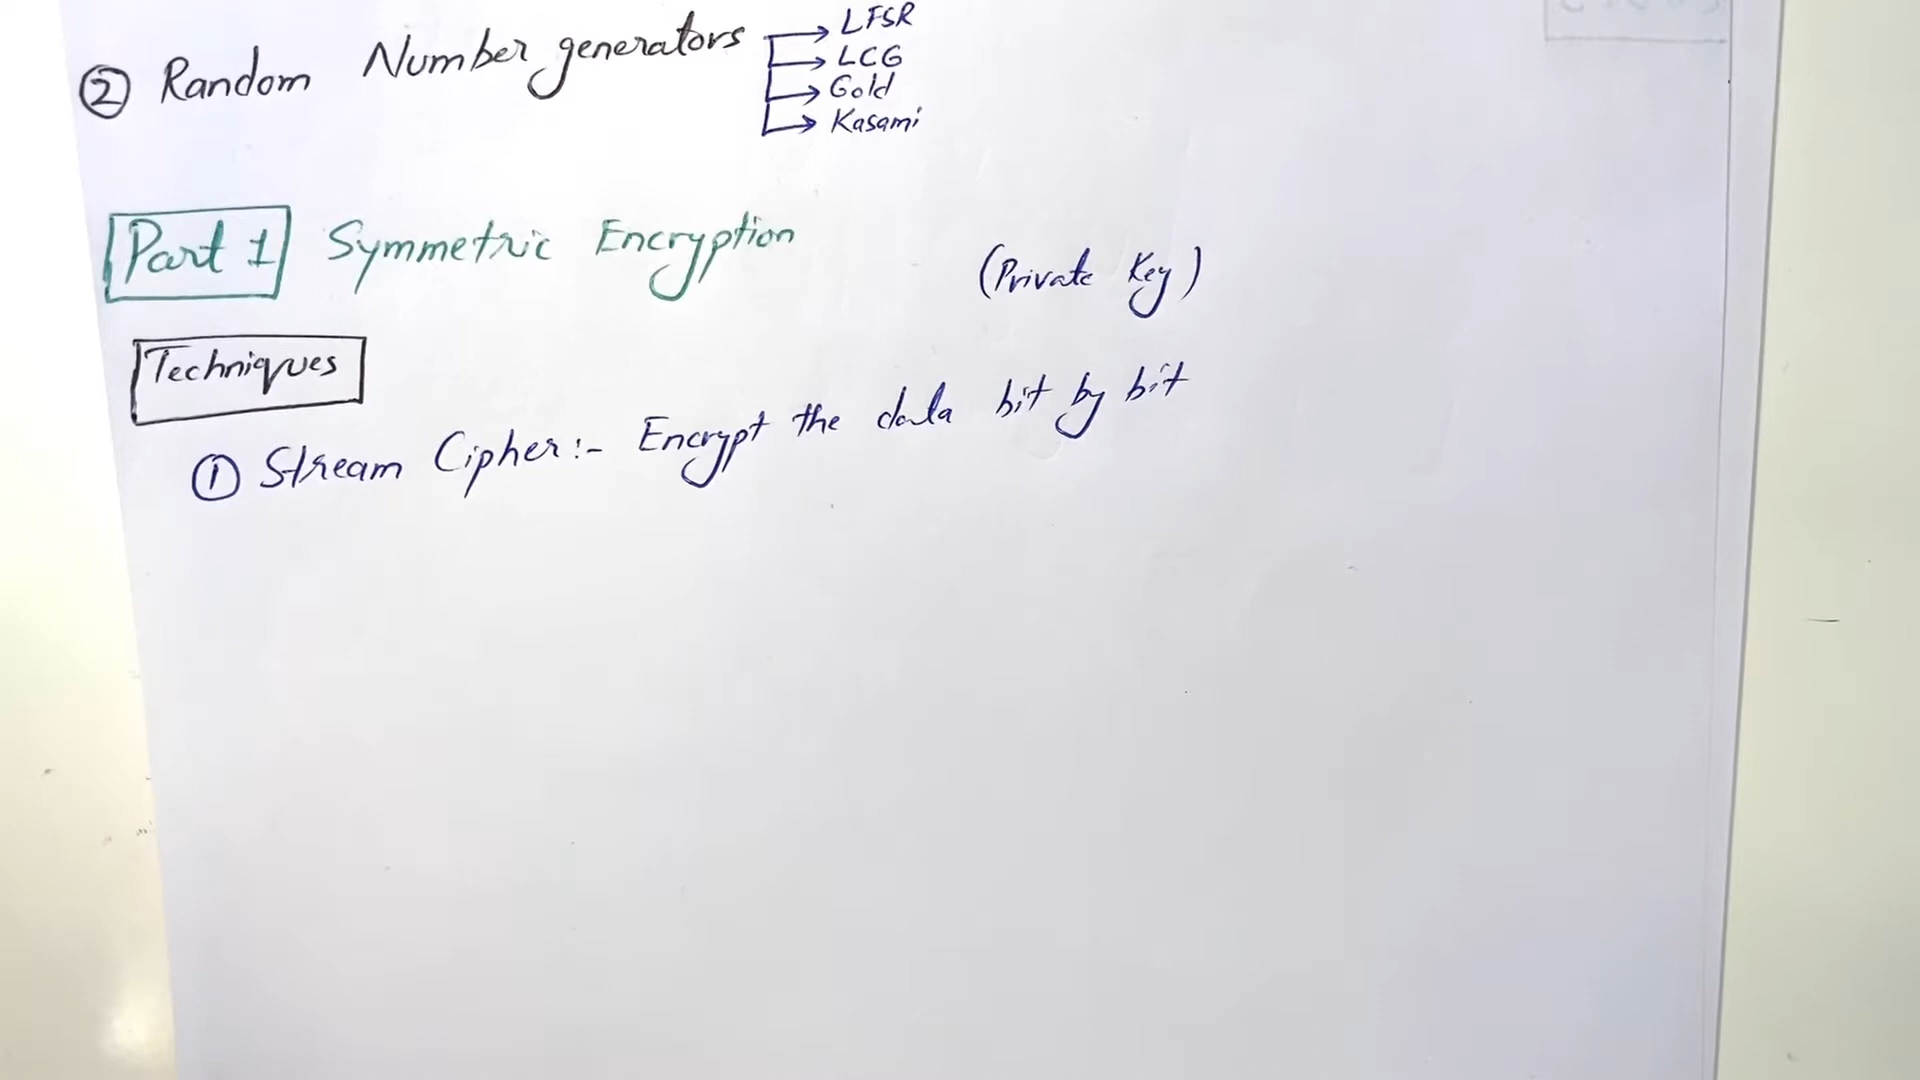 ② Random Number generators
LFSR
LCG
Gold
Kasami
Part 1 Symmetric Encryption
(Private Key)
Techniques
① Stream Cipher:- Encrypt the data bit by bit